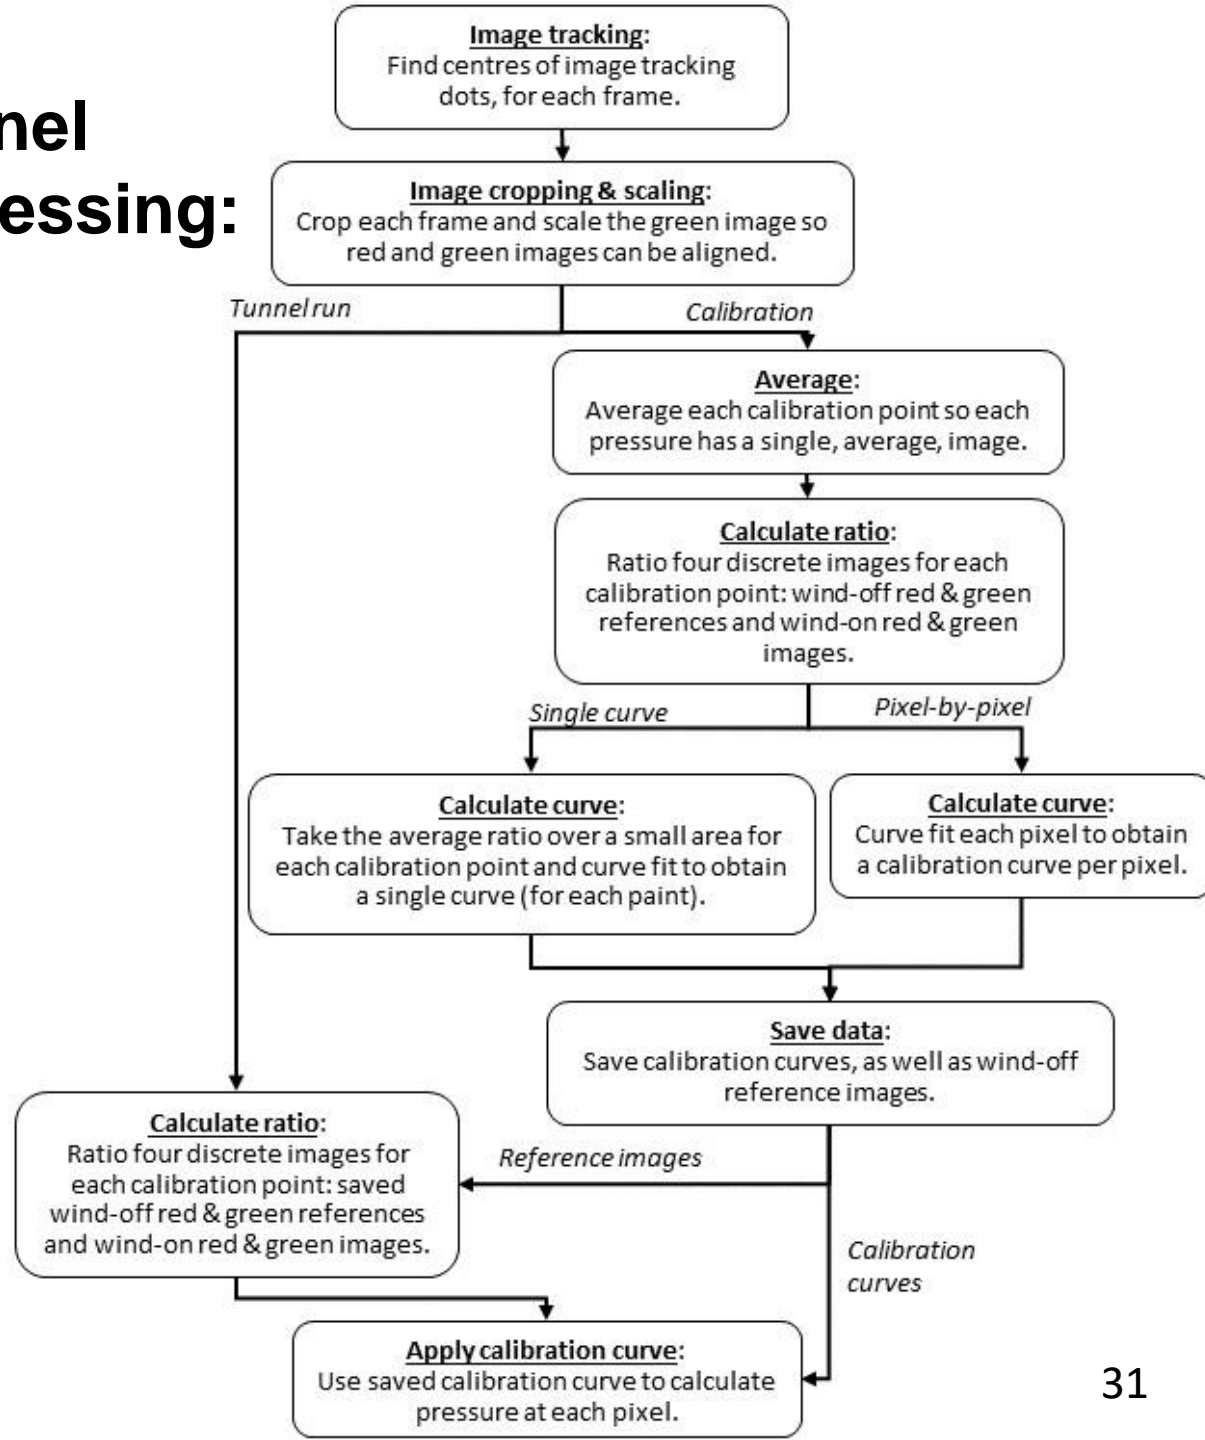 Image tracking:
Find centres of image tracking
dots, for each frame.
nel
essing:
Image cropping & scaling:
Crop each frame and scale the green image so
red and green images can be aligned.
Tunnel run
Calibration
Average:
Average each calibration point so each
pressure has a single, average, image.
Calculate ratio:
Ratio four discrete images for each
calibration point: wind-off red & green
references and wind-on red & green
images.
Single curve
Pixel-by-pixel
Calculate curve:
Take the average ratio over a small area for
each calibration point and curve fit to obtain
a single curve (for each paint).
Calculate curve:
Curve fit each pixel to obtain
a calibration curve per pixel.
Save data:
Save calibration curves, as well as wind-off
reference images.
Calculate ratio:
Ratio four discrete images for
each calibration point: saved
wind-off red & green references
and wind-on red & green images.
Reference images
Calibration
curves
Apply calibration curve:
Use saved calibration curve to calculate
pressure at each pixel.
31